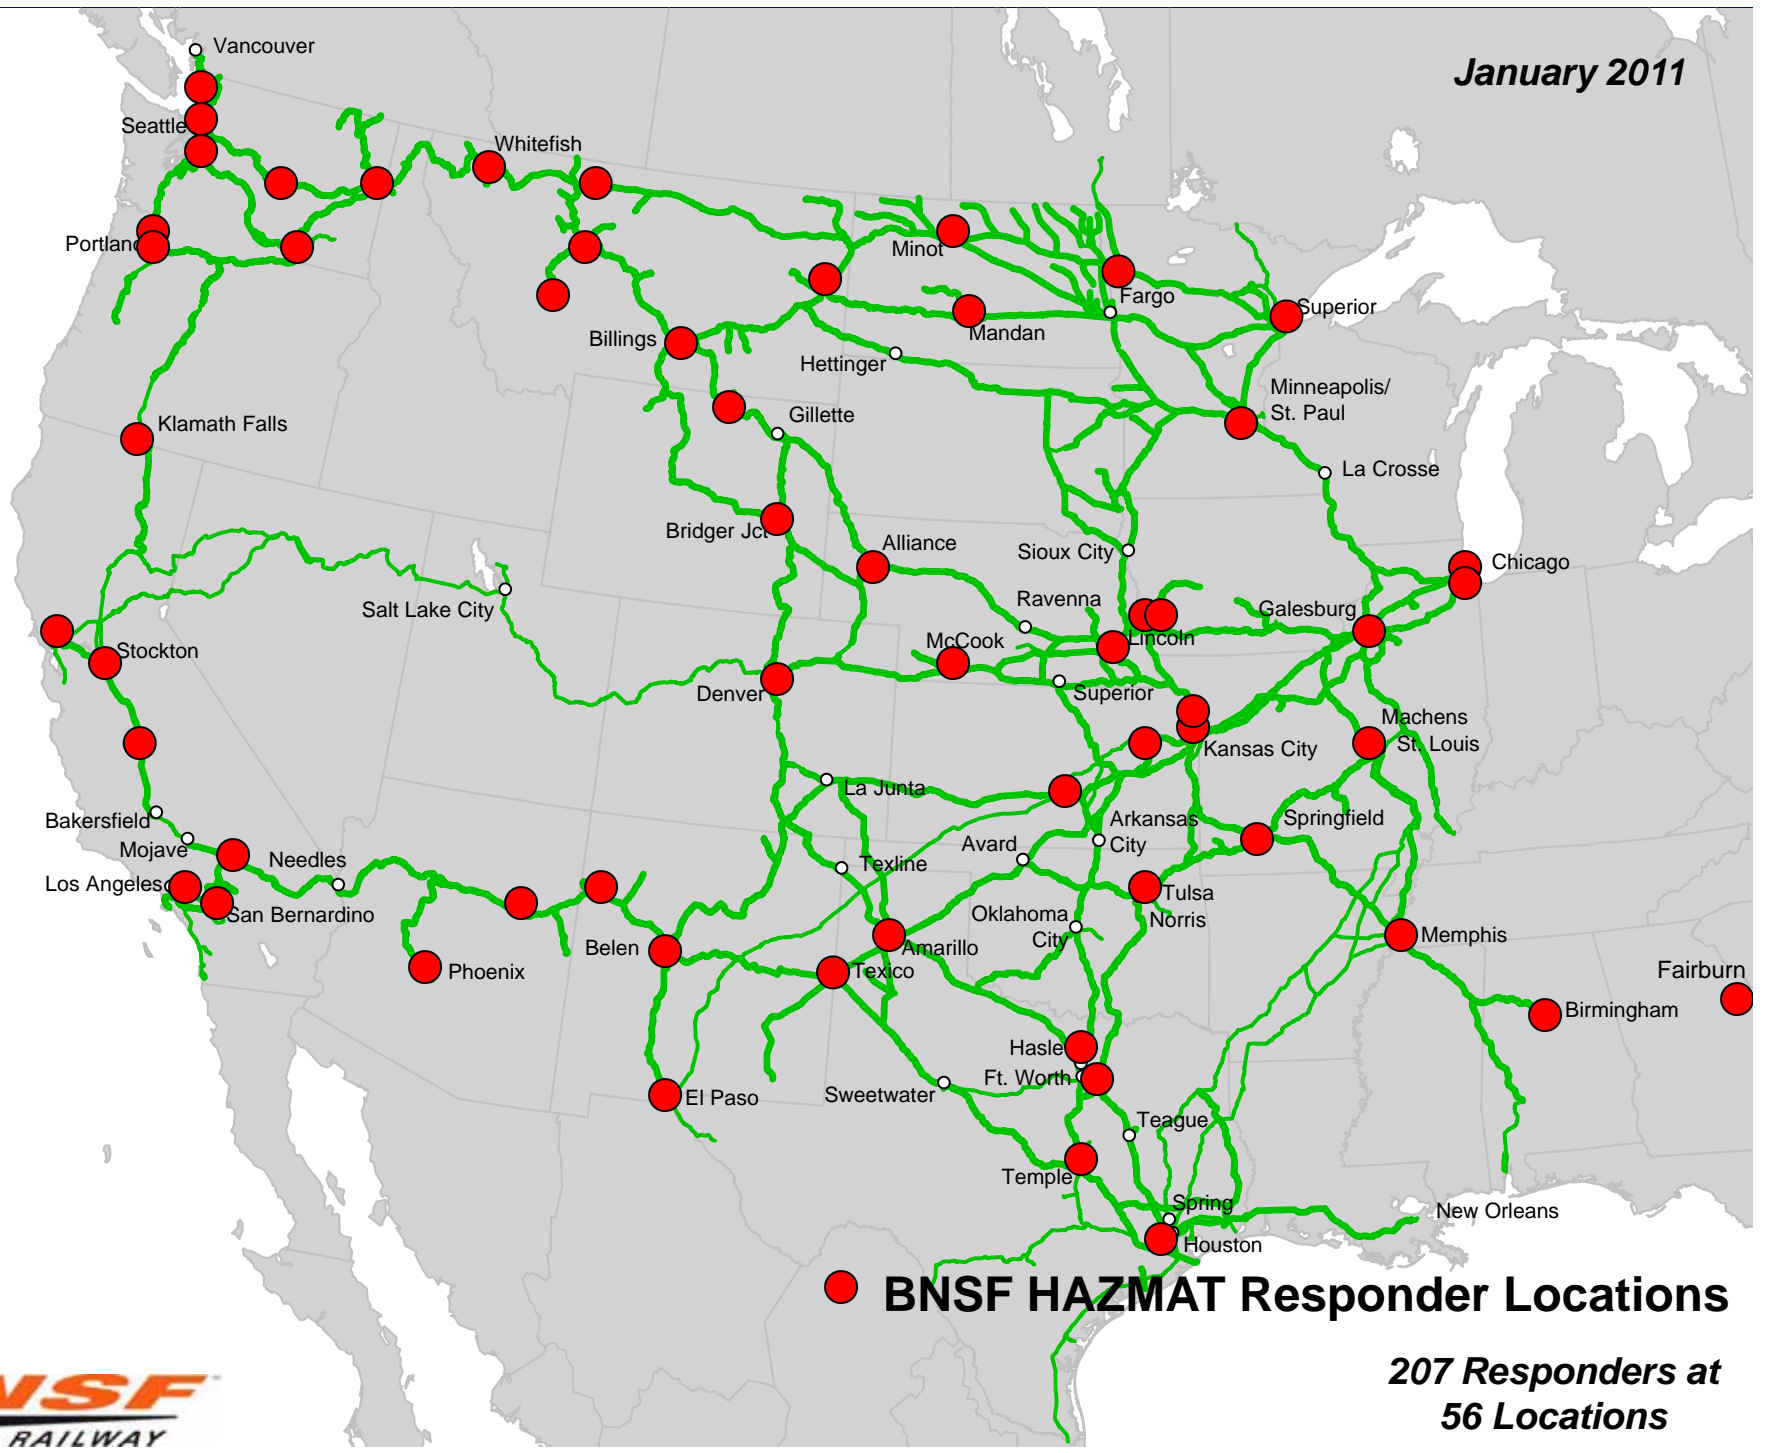 Vancouver
January 2011
Seattle
Whitefish
Portland
Minot
Fargo
Superior
Mandan
Billings
Hettinger
Minneapolis/
St. Paul
Gillette
Klamath Falls
La Crosse
Bridger Jct
Alliance
Sioux City
Chicago
Salt Lake City
Ravenna
Galesburg
Stockton
McCook
Lincoln
Denver
Superior
Machens
St. Louis
Kansas City
La Junta
Bakersfield
Arkansas
City
Springfield
Mojave
Needles
Avard
Texline
Los Angeles
San Bernardino
Tulsa
Norris
Oklahoma
City
Belen
Amarillo
Memphis
Phoenix
Texico
Fairburn
Birmingham
Hasle
Ft. Worth
El Paso
Sweetwater
Teague
Temple
Spring
New Orleans
Houston
BNSF HAZMAT Responder Locations
207 Responders at
56 Locations
NSF
RAILWAY